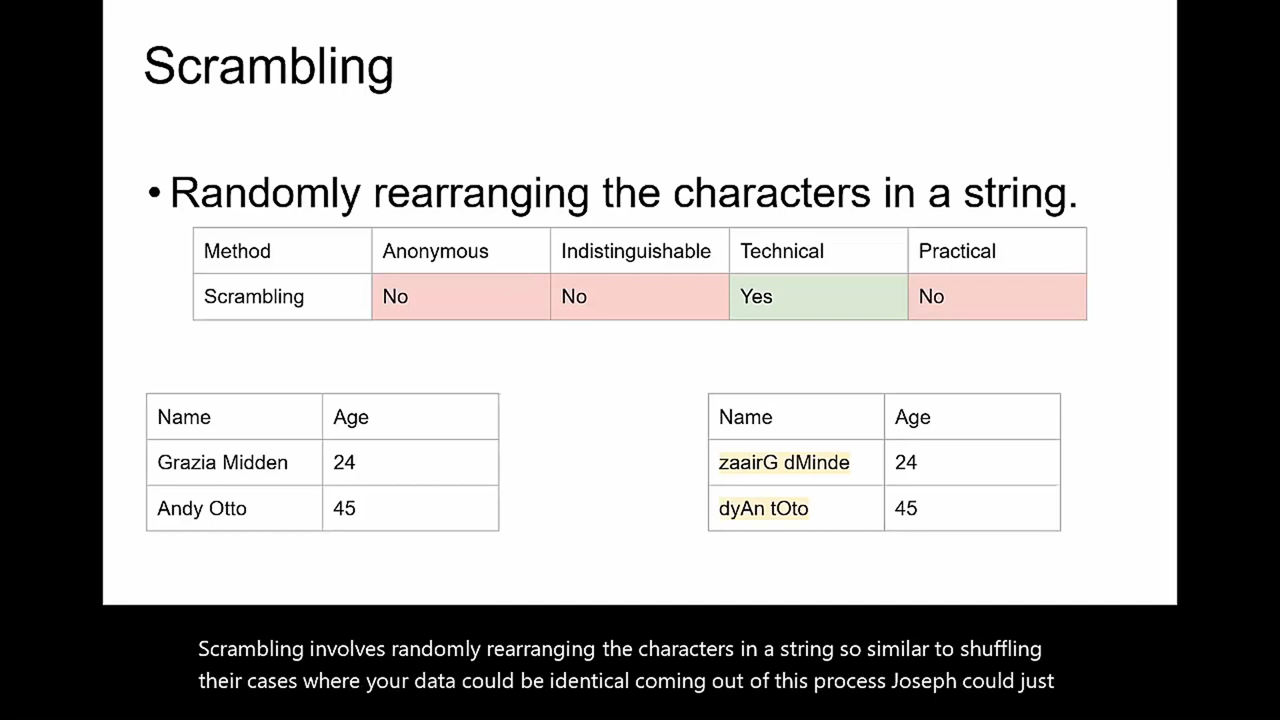 Scrambling
• Randomly rearranging the characters in a string.
Method Anonymous Indistinguishable Technical Practical
Scrambling No No Yes No
Name Age
Grazia Midden 24
Andy Otto 45
Name Age
zaairG dMinde 24
dyAn tOto 45
Scrambling involves randomly rearranging the characters in a string so similar to shuffling
their cases where your data could be identical coming out of this process Joseph could just